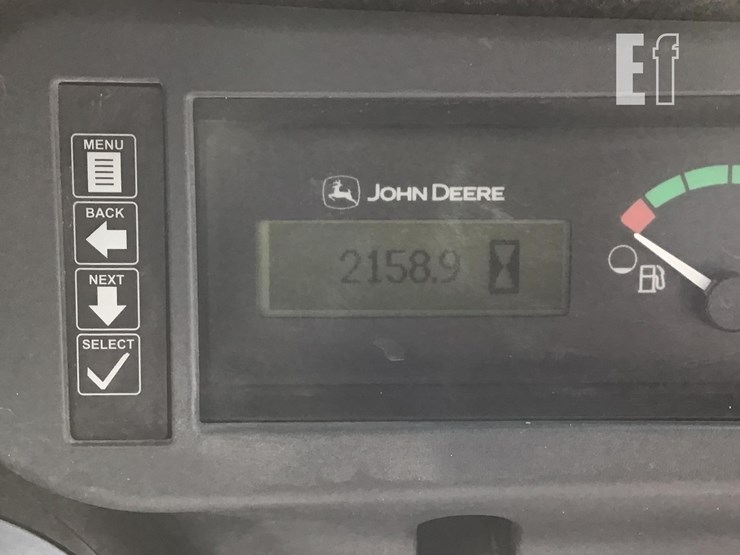 Ef
MENU
BACK
NEXT
SELECT
JOHN DEERE
2158.9